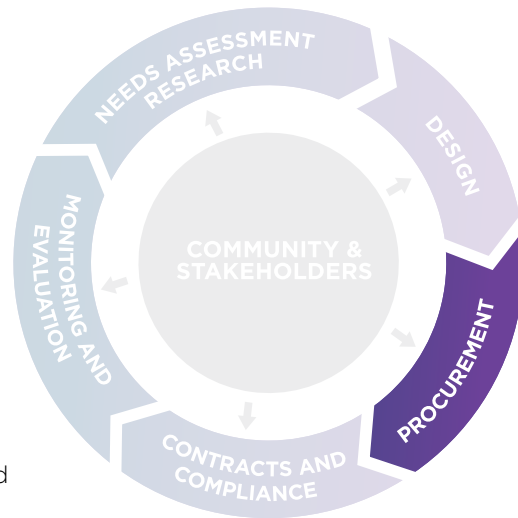 NEEDS ASSESSMENT
RESEARCH
DESIGN
PROCUREMENT
CONTRACTS AND
COMPLIANCE
MONITORING AND
EVALUATION
COMMUNITY &
STAKEHOLDERS